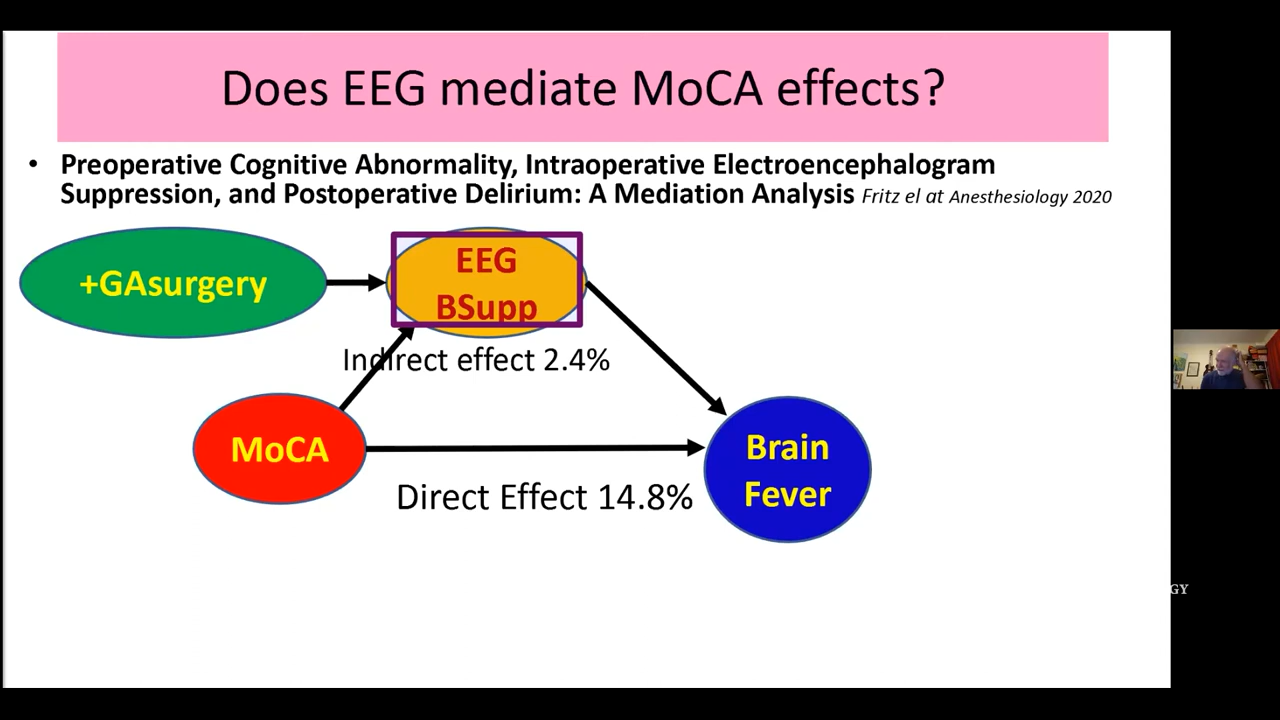 Does EEG mediate MoCA effects?
• Preoperative Cognitive Abnormality, Intraoperative Electroencephalogram
Suppression, and Postoperative Delirium: A Mediation Analysis Fritz el at Anesthesiology 2020
+GAsurgery
EEG
BSupp
Indirect effect 2.4%
MoCA
Direct Effect 14.8%
Brain
Fever
GY